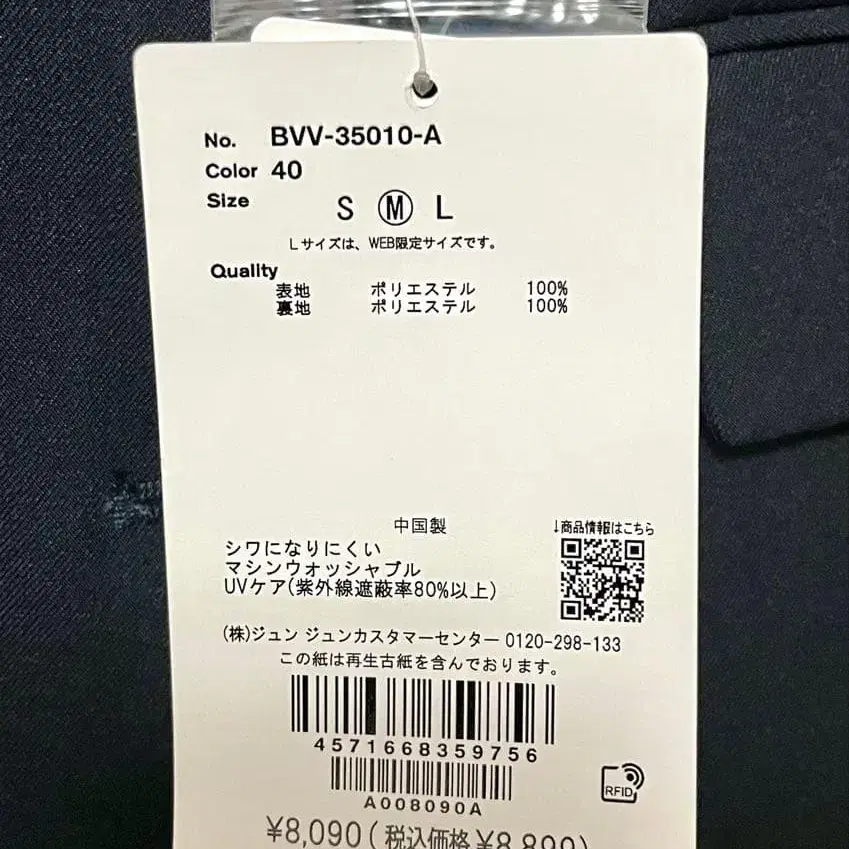 No. BVV-35010-A
Color 40
Size
S Ⓜ L
Lサイズは、WEB限定サイズです。
Quality
表地 ポリエステル 100%
裏地 ポリエステル 100%
中国製
↓商品情報はこちら
シワになりにくい
マシンウォッシャブル
UVケア(紫外線遮蔽率80%以上)
(株)ジュン ジュンカスタマーセンター 0120-298-133
この紙は再生古紙を含んでおります。
4571668359756
RFID
A008090A
¥8,090(税込価格¥8,899)